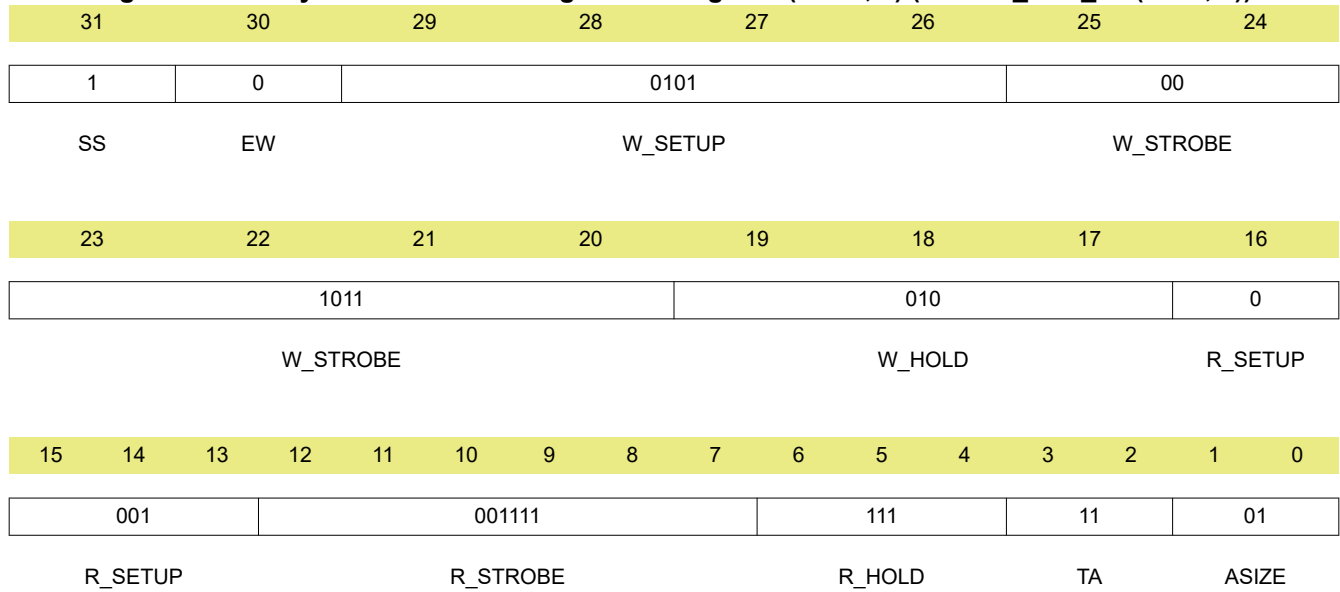 31 30 29 28 27 26 25 24
1 0 0101 00
SS EW W_SETUP W_STROBE
23 22 21 20 19 18 17 16
1011 010 0
W_STROBE W_HOLD R_SETUP
15 14 13 12 11 10 9 8 7 6 5 4 3 2 1 0
001 001111 111 11 01
R_SETUP R_STROBE R_HOLD TA ASIZE